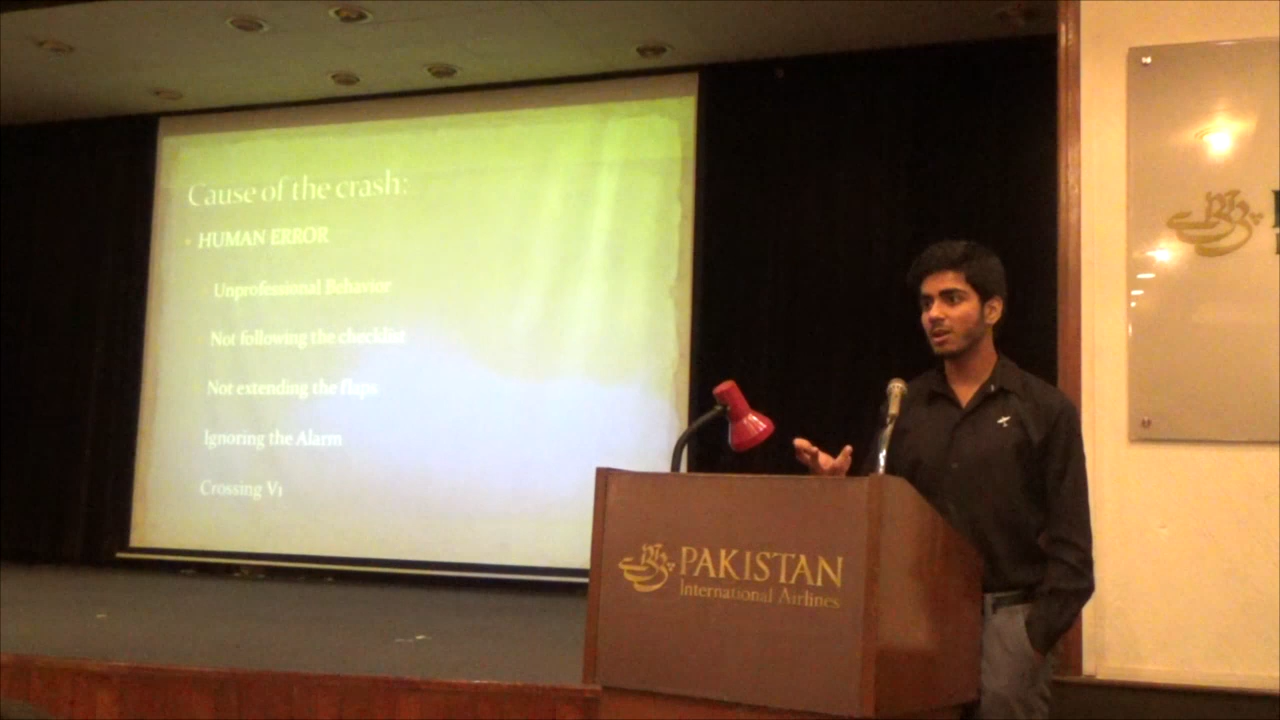 Cause of the crash:
HUMAN ERROR
Unprofessional Behavior
Not following the checklist
Not extending the flaps
Ignoring the Alarm
Crossing V1
PAKISTAN
International Airlines